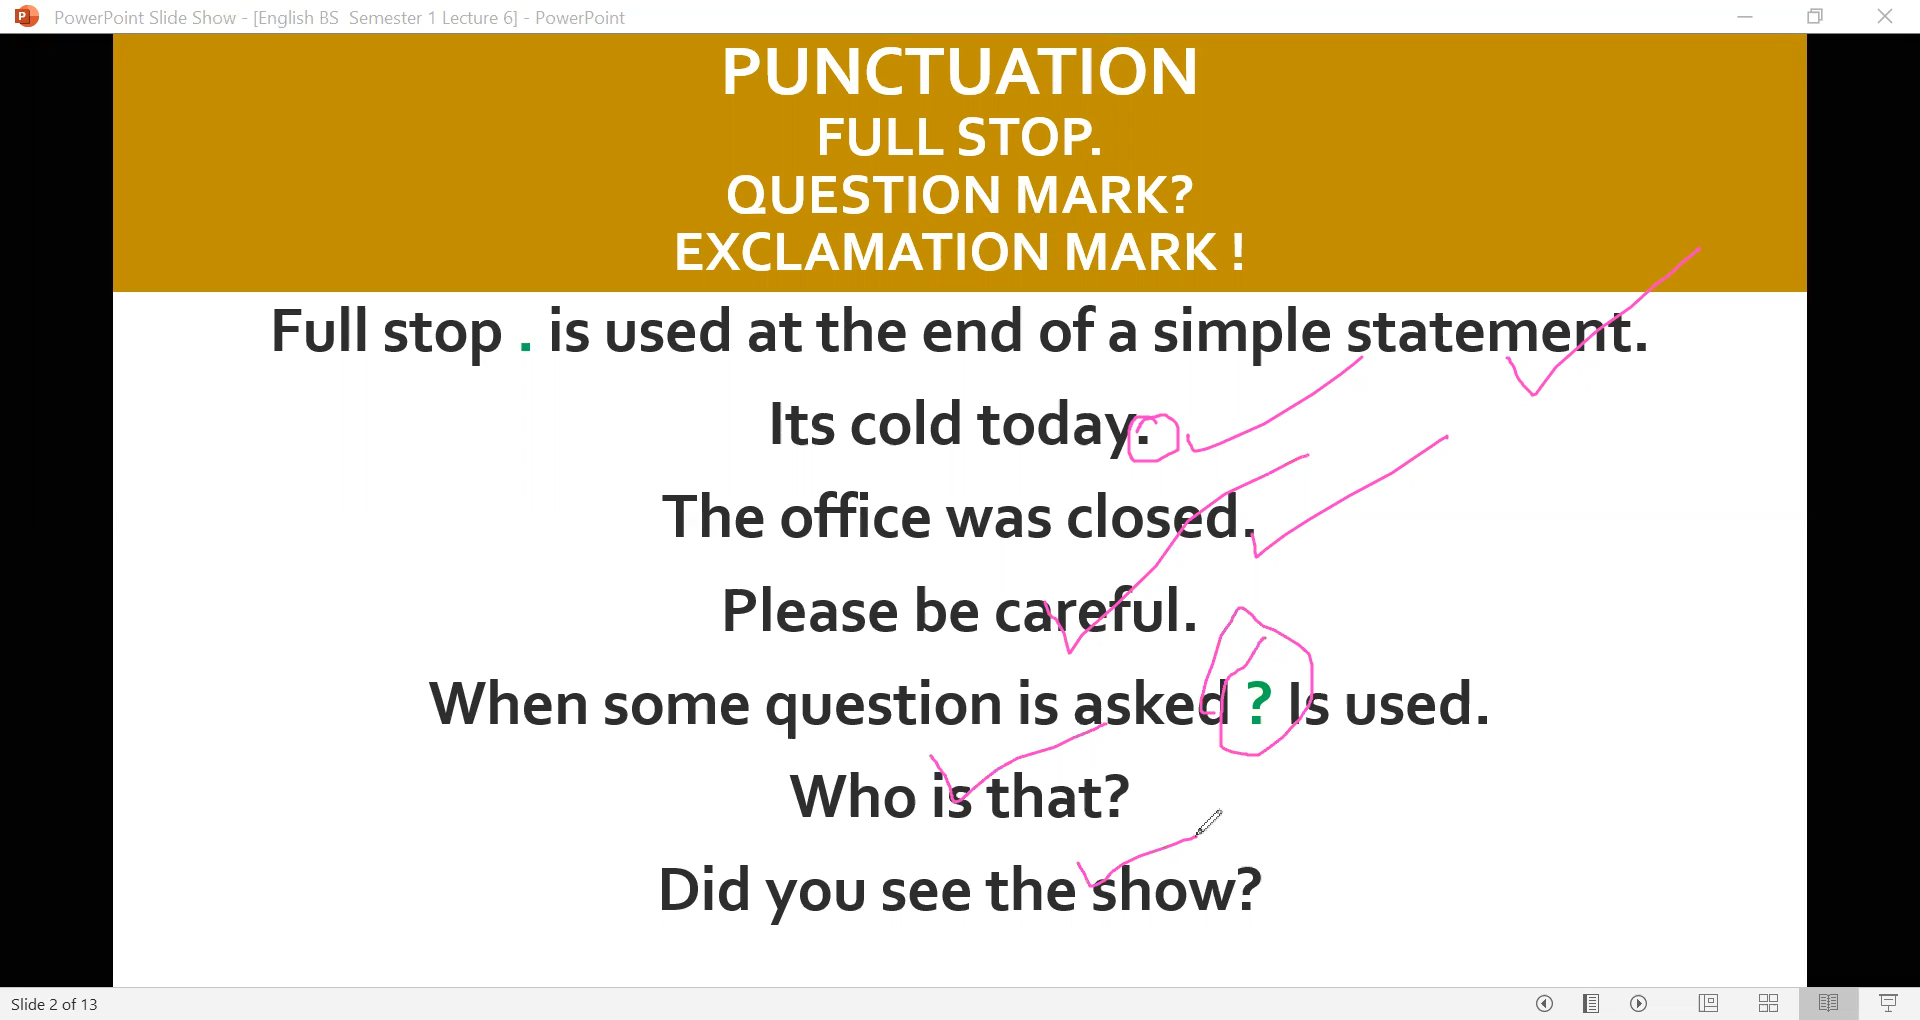 PowerPoint Slide Show - [English BS  Semester 1 Lecture 6] - PowerPoint
PUNCTUATION
FULL STOP.
QUESTION MARK?
EXCLAMATION MARK !
Full stop . is used at the end of a simple statement.
Its cold today.
The office was closed.
Please be careful.
When some question is asked ? Is used.
Who is that?
Did you see the show?
Slide 2 of 13